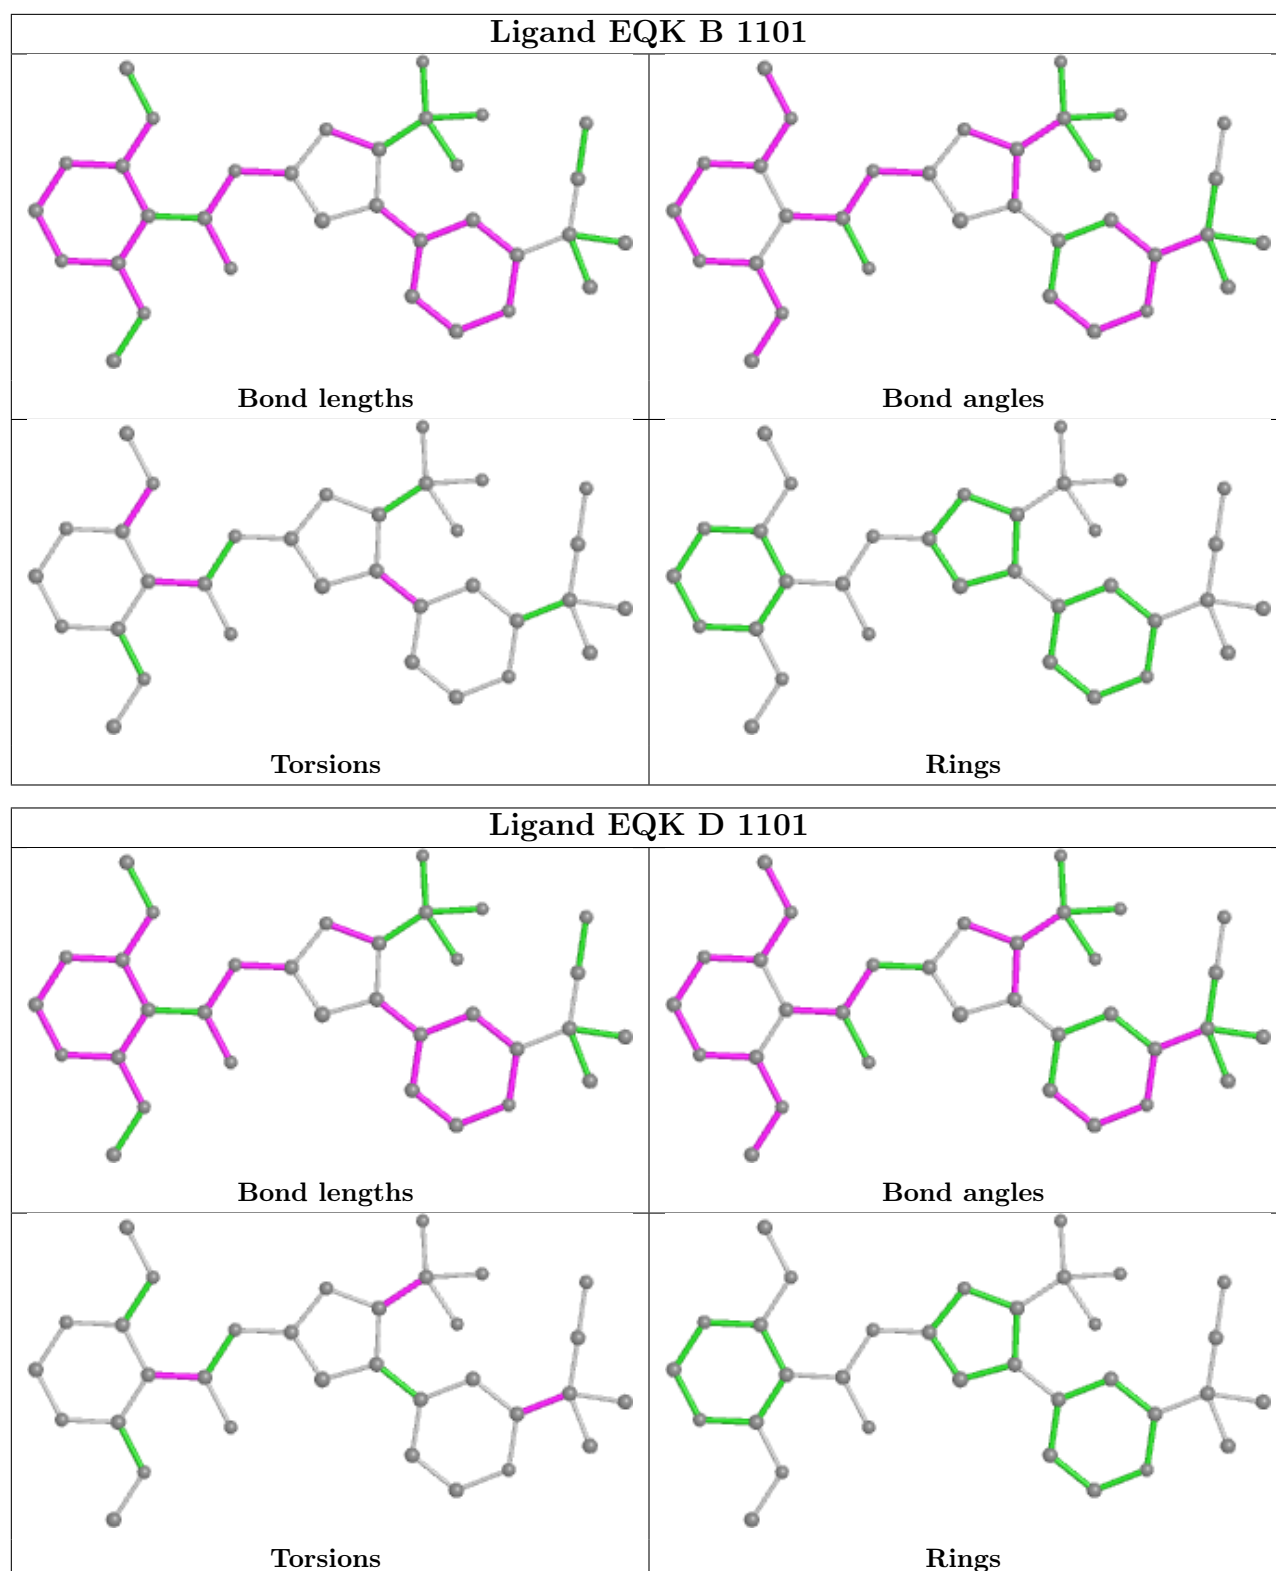 Ligand EQK B 1101
Bond lengths
Bond angles
Torsions
Rings
Ligand EQK D 1101
Bond lengths
Bond angles
Torsions
Rings